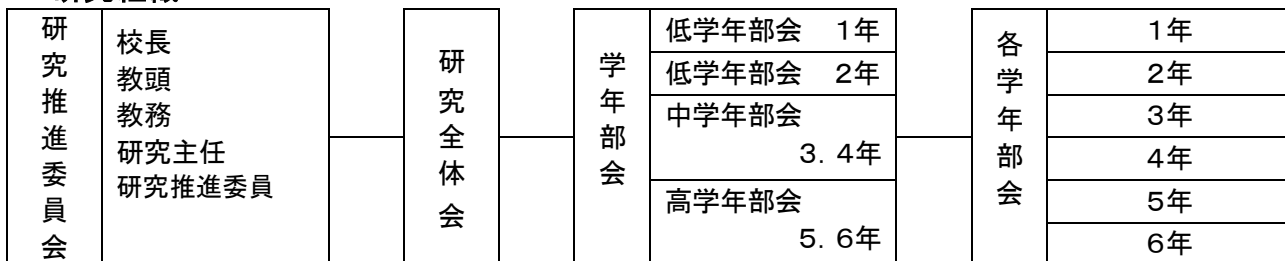 研究推進委員会
校長
教頭
教務
研究主任
研究推進委員
研究全体会
学年部会
低学年部会 1年
低学年部会 2年
中学年部会
3．4年
高学年部会
5．6年
各学年部会
1年
2年
3年
4年
5年
6年